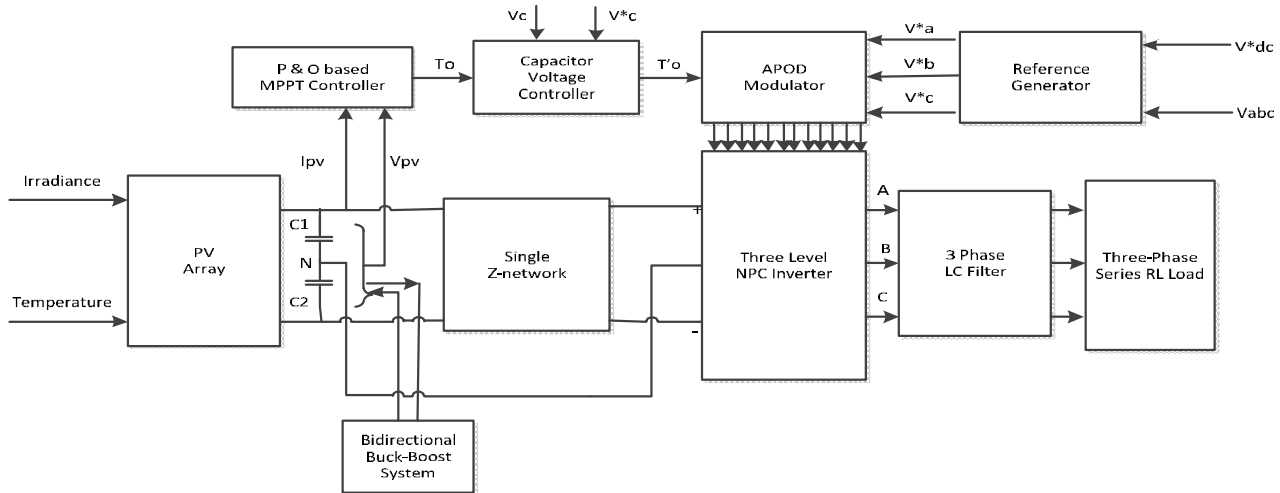 Vc
V*c
P & O based
MPPT Controller
To
Capacitor
Voltage
Controller
T'o
APOD
Modulator
V*a
V*b
V*c
Reference
Generator
V*dc
Vabc
Ipv
Vpv
Irradiance
Temperature
PV
Array
C1
N
C2
Single
Z-network
+
-
Three Level
NPC Inverter
A
B
C
3 Phase
LC Filter
Three-Phase
Series RL Load
Bidirectional
Buck-Boost
System